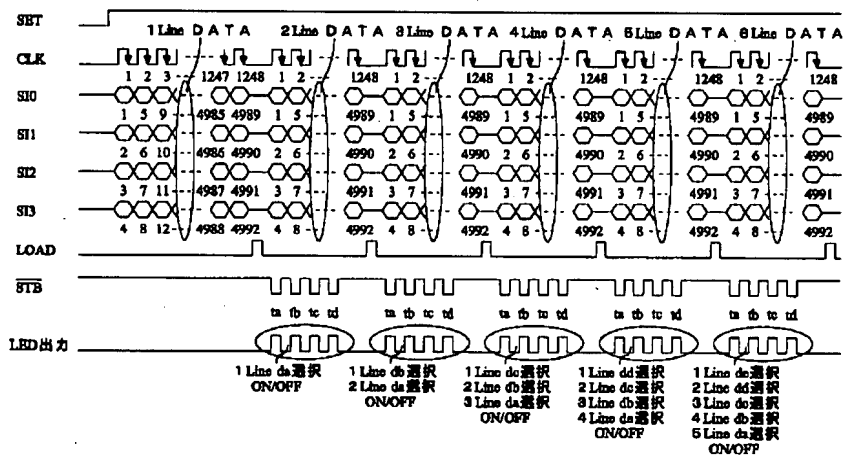 SET
1 Line DATA 2 Line DATA 3 Line DATA 4 Line DATA 5 Line DATA 6 Line DATA
CLK
1 2 3 1247 1248 1 2 1248 1 2 1248 1 2 1248 1 2 1248 1 2 1248
SI0
1 5 9 4985 4989 1 5 4989 1 5 4989 1 5 4989 1 5 4989 1 5 4989
SI1
2 6 10 4986 4990 2 6 4990 2 6 4990 2 6 4990 2 6 4990 2 6 4990
SI2
3 7 11 4987 4991 3 7 4991 3 7 4991 3 7 4991 3 7 4991 3 7 4991
SI3
4 8 12 4988 4992 4 8 4992 4 8 4992 4 8 4992 4 8 4992 4 8 4992
LOAD
STB
ta tb tc td ta tb tc td ta tb tc td ta tb tc td ta tb tc td
LED出力
1 Line da選択
ON/OFF
1 Line db選択
2 Line da選択
ON/OFF
1 Line dc選択
2 Line db選択
3 Line da選択
ON/OFF
1 Line dd選択
2 Line dc選択
3 Line db選択
4 Line da選択
ON/OFF
1 Line de選択
2 Line dd選択
3 Line dc選択
4 Line db選択
5 Line da選択
ON/OFF